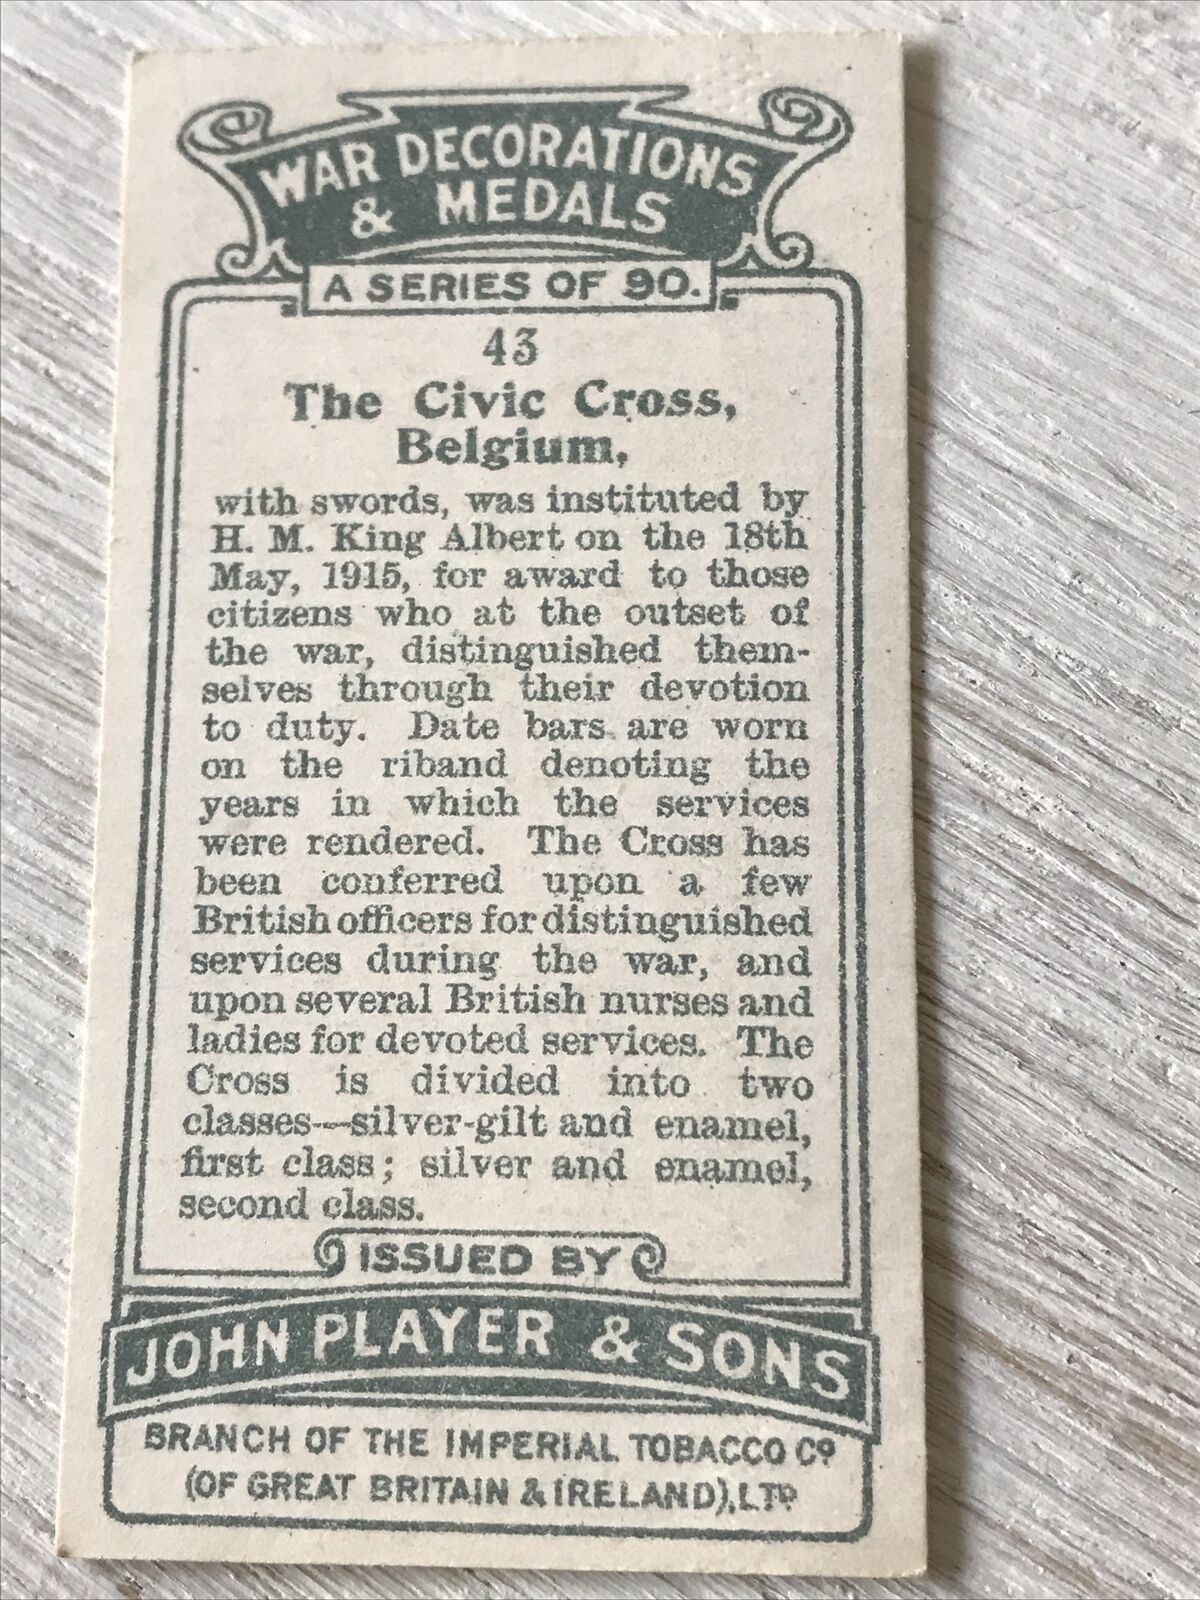 WAR DECORATIONS
& MEDALS
A SERIES OF 90.
43
The Civic Cross,
Belgium,
with swords, was instituted by
H. M. King Albert on the 18th
May, 1915, for award to those
citizens who at the outset of
the war, distinguished them-
selves through their devotion
to duty. Date bars are worn
on the riband denoting the
years in which the services
were rendered. The Cross has
been conferred upon a few
British officers for distinguished
services during the war, and
upon several British nurses and
ladies for devoted services. The
Cross is divided into two
classes—silver-gilt and enamel,
first class; silver and enamel,
second class.
ISSUED BY
JOHN PLAYER & SONS
BRANCH OF THE IMPERIAL TOBACCO Co
(OF GREAT BRITAIN & IRELAND), LTD